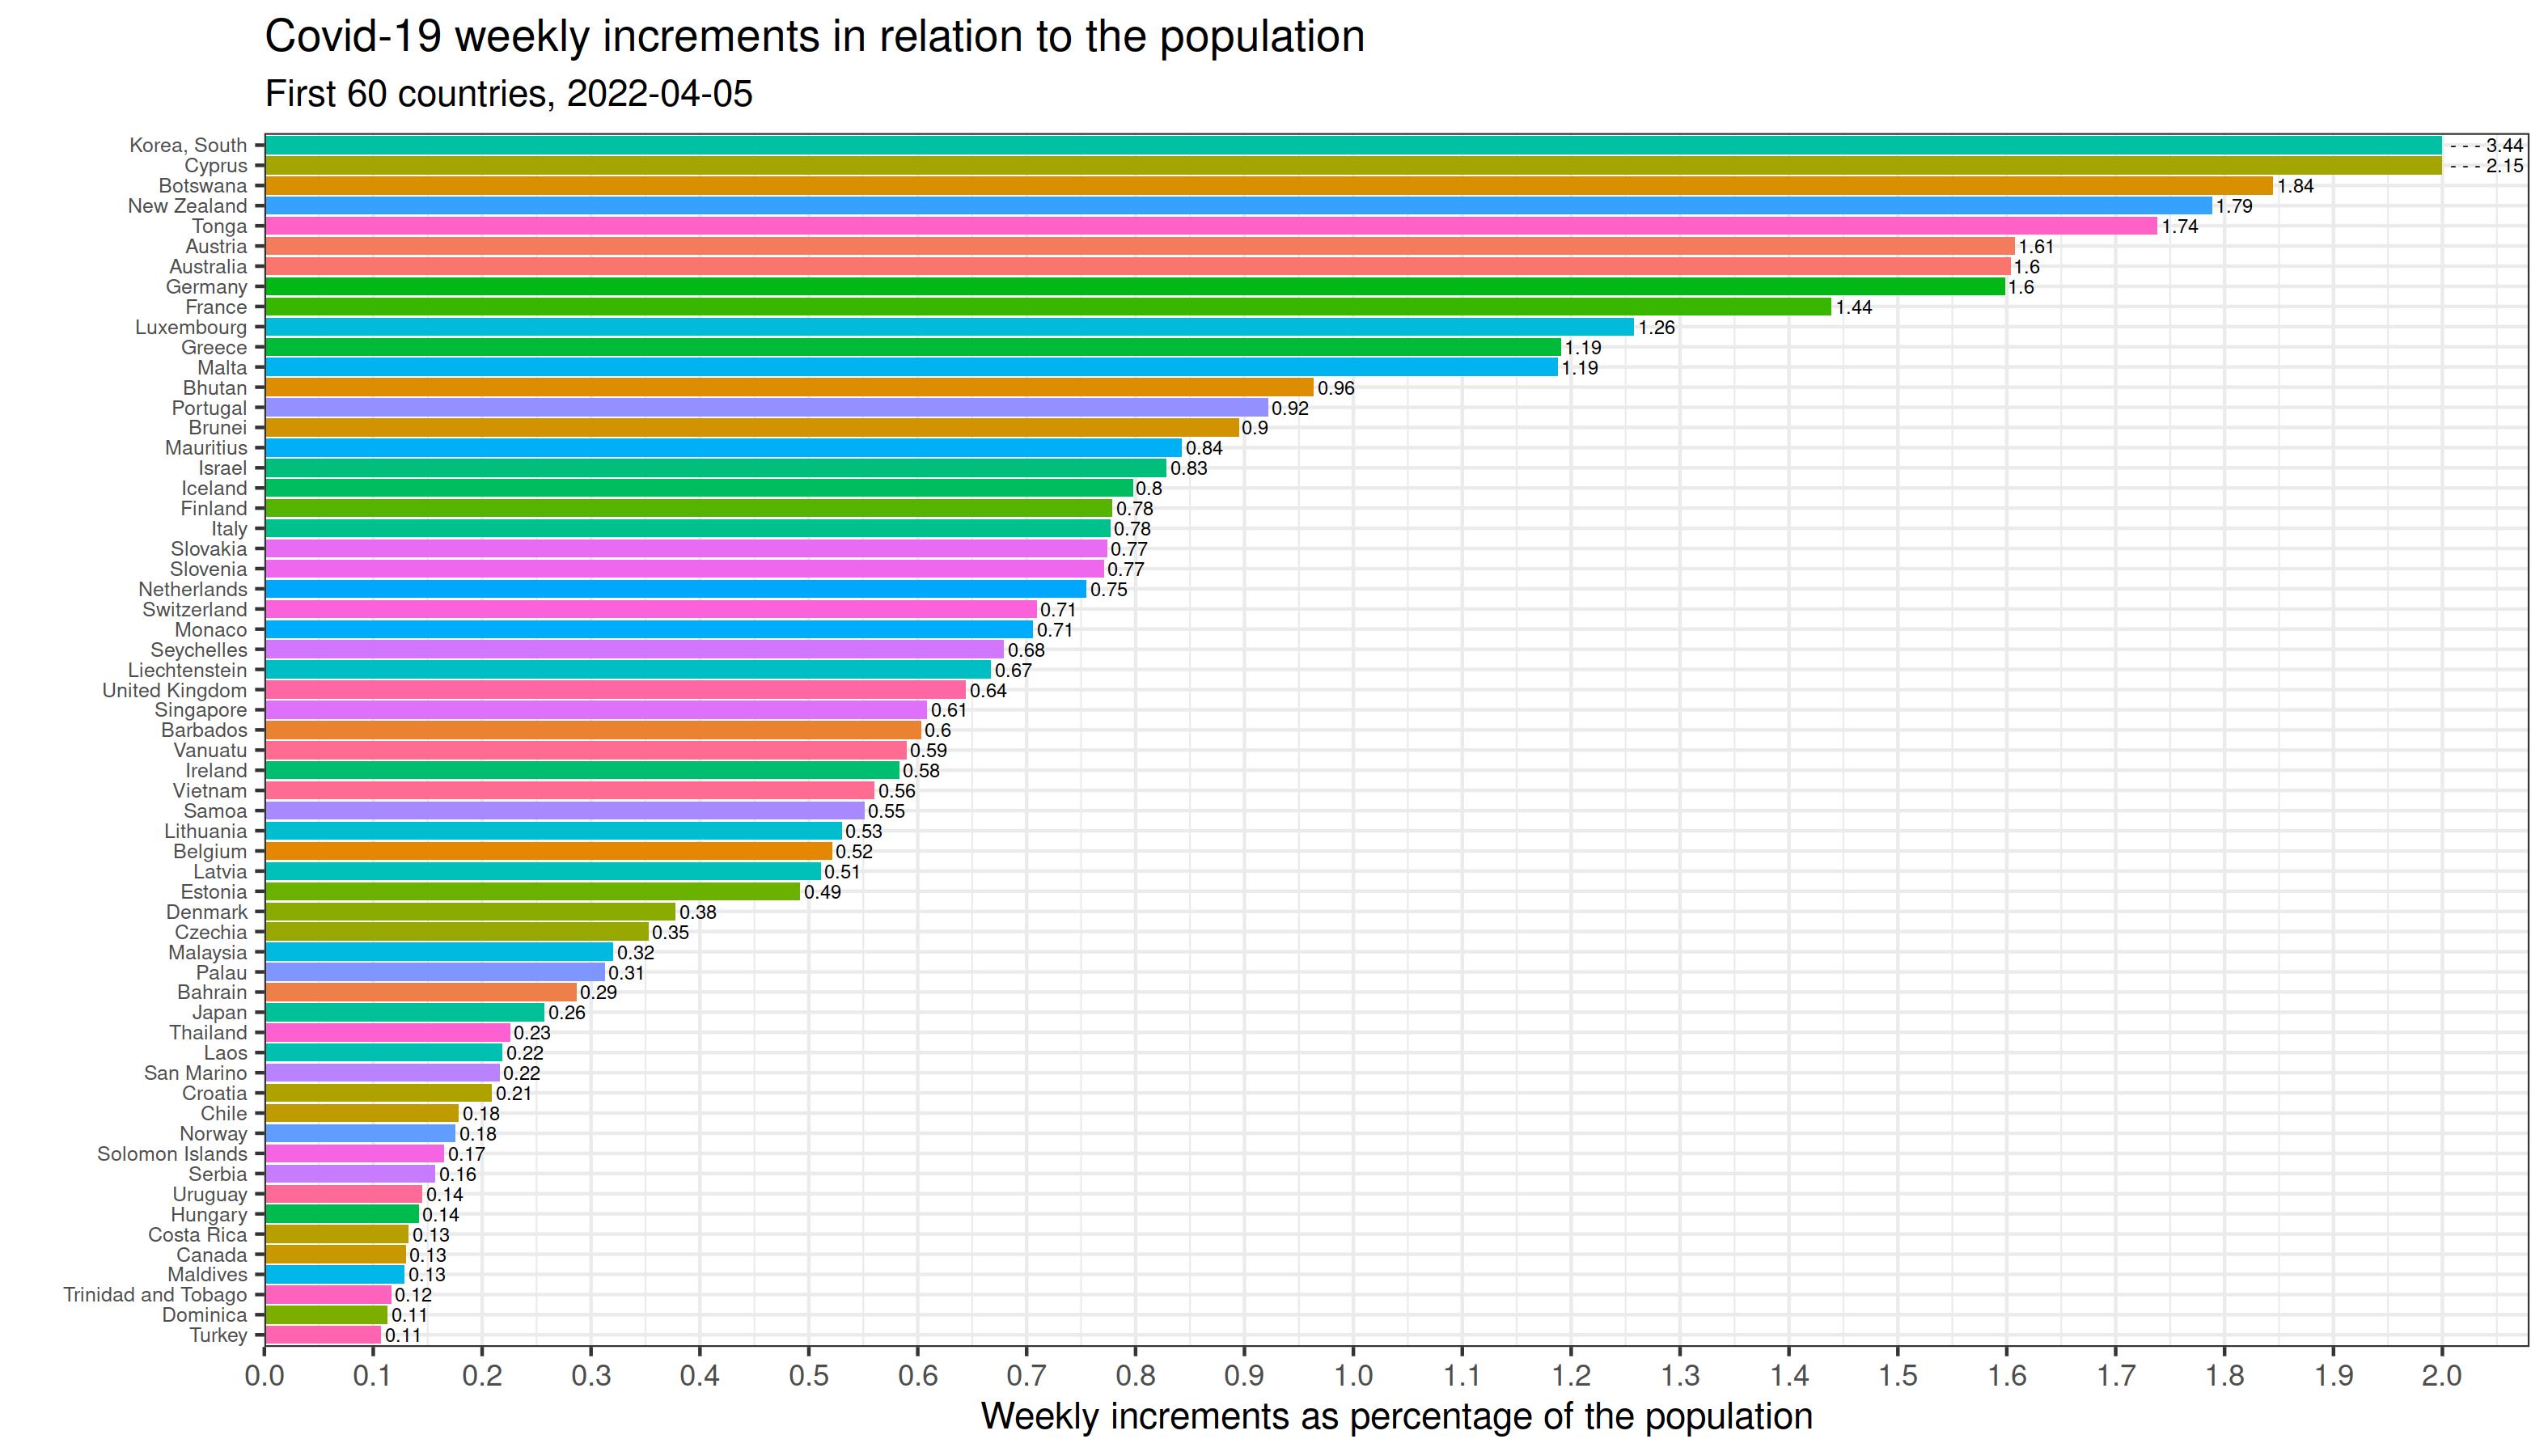 Covid-19 weekly increments in relation to the population
First 60 countries, 2022-04-05
Korea, South - - - 3.44
Cyprus - - - 2.15
Botswana 1.84
New Zealand 1.79
Tonga 1.74
Austria 1.61
Australia 1.6
Germany 1.6
France 1.44
Luxembourg 1.26
Greece 1.19
Malta 1.19
Bhutan 0.96
Portugal 0.92
Brunei 0.9
Mauritius 0.84
Israel 0.83
Iceland 0.8
Finland 0.78
Italy 0.78
Slovakia 0.77
Slovenia 0.77
Netherlands 0.75
Switzerland 0.71
Monaco 0.71
Seychelles 0.68
Liechtenstein 0.67
United Kingdom 0.64
Singapore 0.61
Barbados 0.6
Vanuatu 0.59
Ireland 0.58
Vietnam 0.56
Samoa 0.55
Lithuania 0.53
Belgium 0.52
Latvia 0.51
Estonia 0.49
Denmark 0.38
Czechia 0.35
Malaysia 0.32
Palau 0.31
Bahrain 0.29
Japan 0.26
Thailand 0.23
Laos 0.22
San Marino 0.22
Croatia 0.21
Chile 0.18
Norway 0.18
Solomon Islands 0.17
Serbia 0.16
Uruguay 0.14
Hungary 0.14
Costa Rica 0.13
Canada 0.13
Maldives 0.13
Trinidad and Tobago 0.12
Dominica 0.11
Turkey 0.11
0.0 0.1 0.2 0.3 0.4 0.5 0.6 0.7 0.8 0.9 1.0 1.1 1.2 1.3 1.4 1.5 1.6 1.7 1.8 1.9 2.0
Weekly increments as percentage of the population